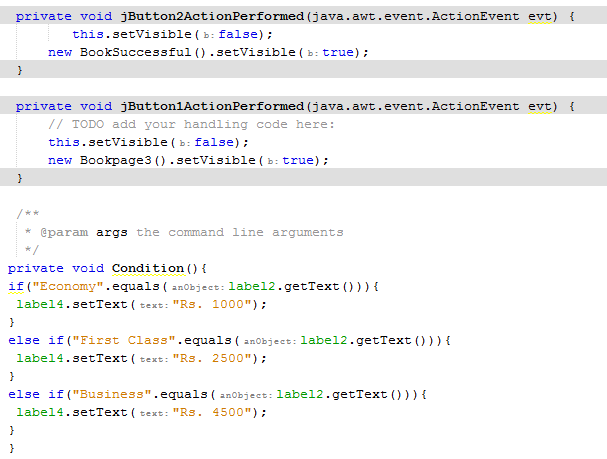 private void jButton2ActionPerformed(java.awt.event.ActionEvent evt) {
this.setVisible(b: false);
new BookSuccessful().setVisible(b: true);
}
private void jButton1ActionPerformed(java.awt.event.ActionEvent evt) {
// TODO add your handling code here:
this.setVisible(b: false);
new Bookpage3().setVisible(b: true);
}
/**
* @param args the command line arguments
*/
private void Condition(){
if("Economy".equals(anObject: label2.getText())){
label4.setText(text: "Rs. 1000");
}
else if("First Class".equals(anObject: label2.getText())){
label4.setText(text: "Rs. 2500");
}
else if("Business".equals(anObject: label2.getText())){
label4.setText(text: "Rs. 4500");
}
}